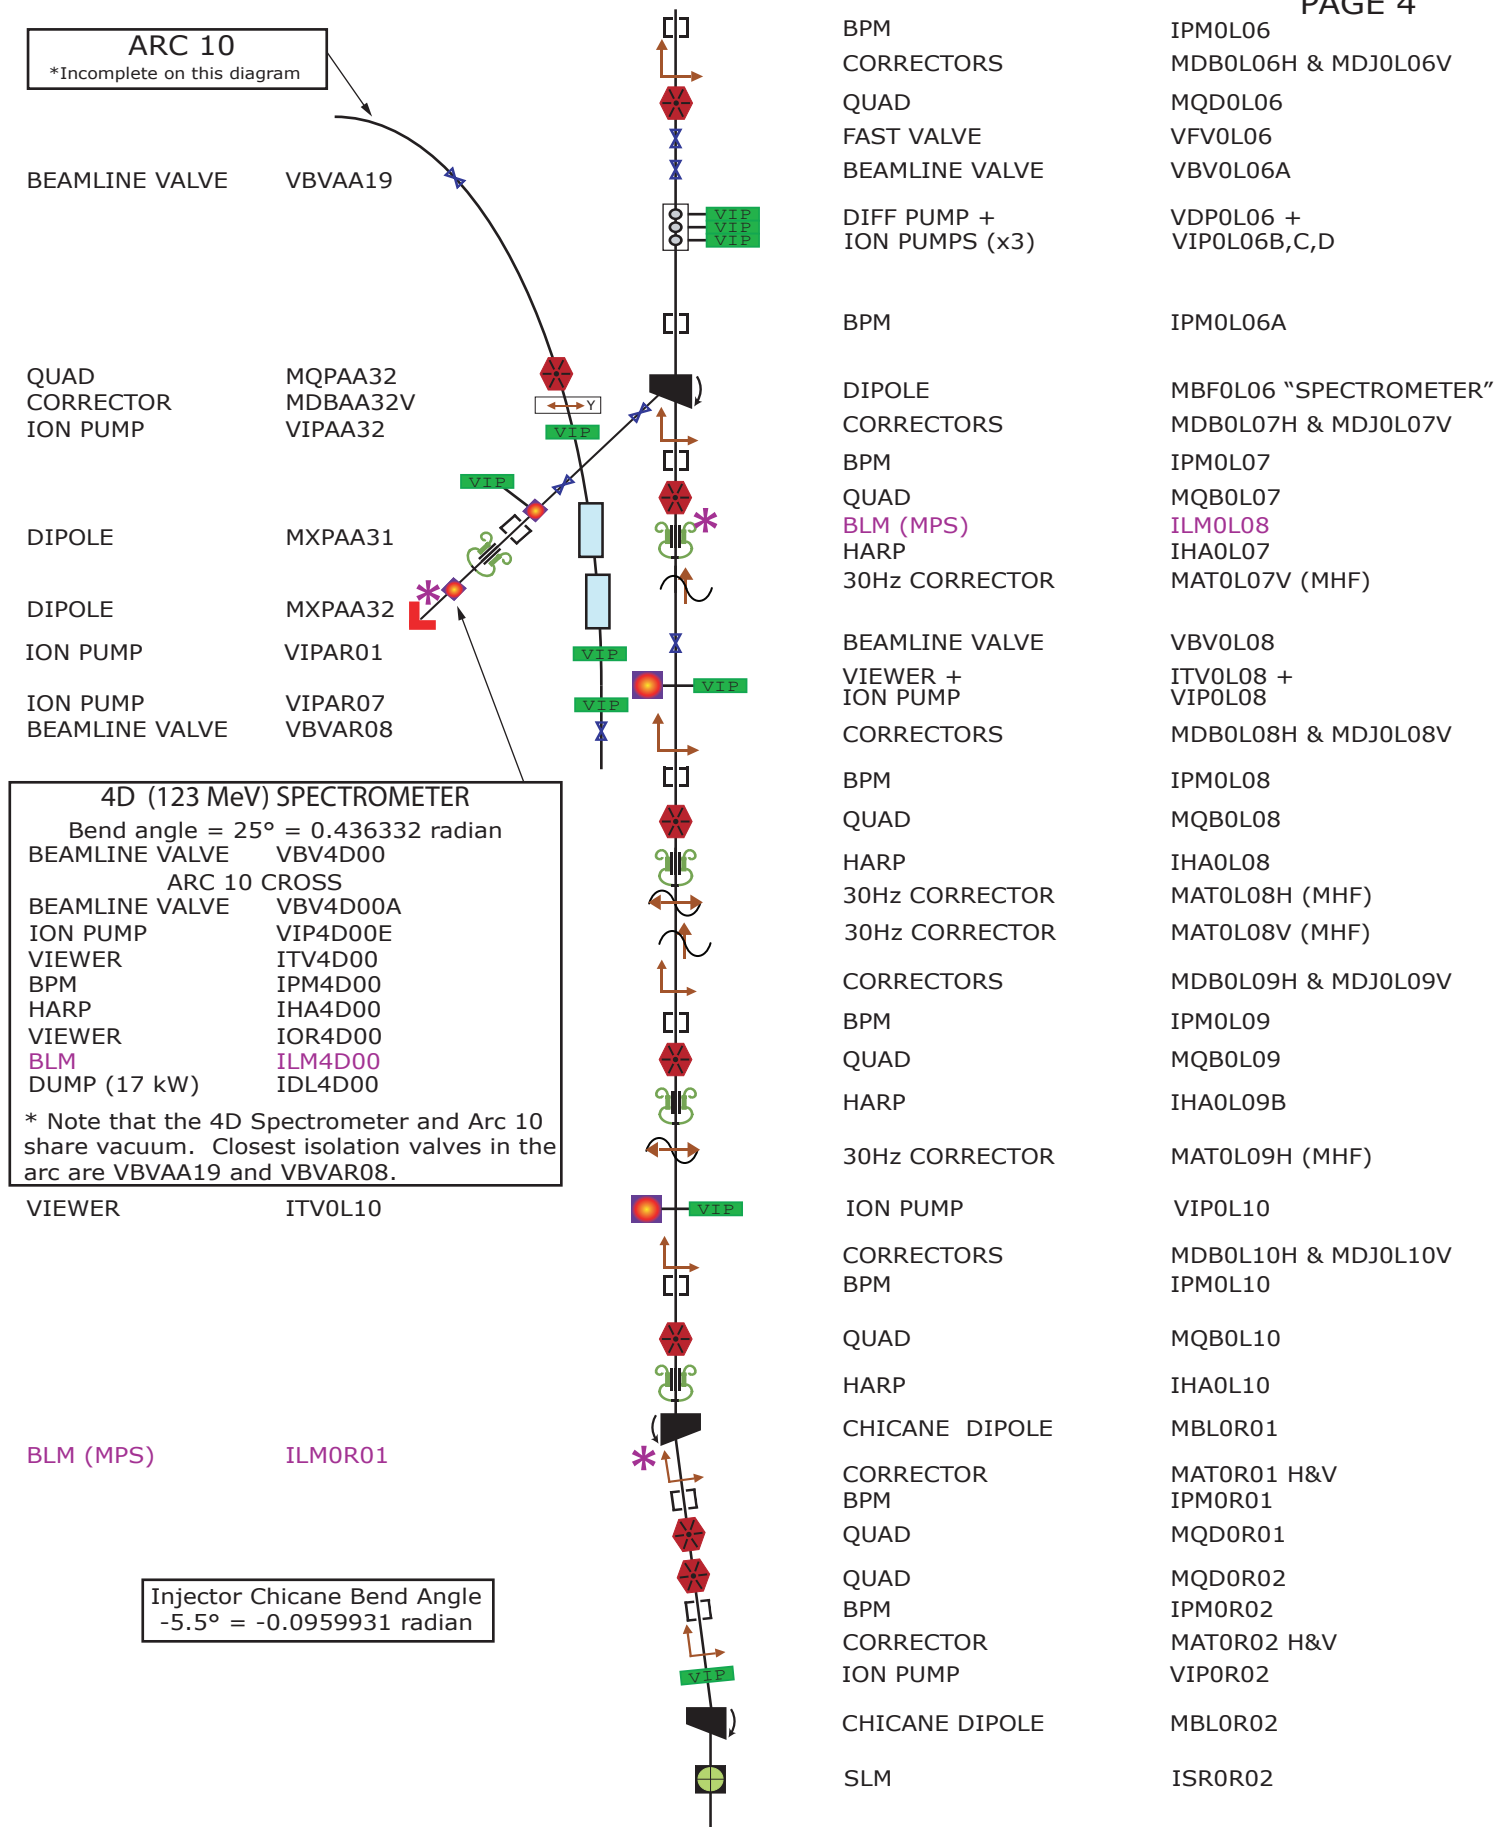 PAGE 4
ARC 10
*Incomplete on this diagram
BEAMLINE VALVE VBVAA19
QUAD MQPAA32
CORRECTOR MDBAA32V
ION PUMP VIPAA32
DIPOLE MXPAA31
DIPOLE MXPAA32
ION PUMP VIPAR01
ION PUMP VIPAR07
BEAMLINE VALVE VBVAR08
Y
VIP
VIP
VIP
VIP
4D (123 MeV) SPECTROMETER
Bend angle = 25° = 0.436332 radian
BEAMLINE VALVE VBV4D00
ARC 10 CROSS
BEAMLINE VALVE VBV4D00A
ION PUMP VIP4D00E
VIEWER ITV4D00
BPM IPM4D00
HARP IHA4D00
VIEWER IOR4D00
BLM ILM4D00
DUMP (17 kW) IDL4D00
* Note that the 4D Spectrometer and Arc 10
share vacuum. Closest isolation valves in the
arc are VBVAA19 and VBVAR08.
VIEWER ITV0L10
BLM (MPS) ILM0R01
Injector Chicane Bend Angle
-5.5° = -0.0959931 radian
VIP
VIP
VIP
VIP
VIP
VIP
BPM IPM0L06
CORRECTORS MDB0L06H & MDJ0L06V
QUAD MQD0L06
FAST VALVE VFV0L06
BEAMLINE VALVE VBV0L06A
DIFF PUMP + VDP0L06 +
ION PUMPS (x3) VIP0L06B,C,D
BPM IPM0L06A
DIPOLE MBF0L06 “SPECTROMETER”
CORRECTORS MDB0L07H & MDJ0L07V
BPM IPM0L07
QUAD MQB0L07
BLM (MPS) ILM0L08
HARP IHA0L07
30Hz CORRECTOR MAT0L07V (MHF)
BEAMLINE VALVE VBV0L08
VIEWER + ITV0L08 +
ION PUMP VIP0L08
CORRECTORS MDB0L08H & MDJ0L08V
BPM IPM0L08
QUAD MQB0L08
HARP IHA0L08
30Hz CORRECTOR MAT0L08H (MHF)
30Hz CORRECTOR MAT0L08V (MHF)
CORRECTORS MDB0L09H & MDJ0L09V
BPM IPM0L09
QUAD MQB0L09
HARP IHA0L09B
30Hz CORRECTOR MAT0L09H (MHF)
ION PUMP VIP0L10
CORRECTORS MDB0L10H & MDJ0L10V
BPM IPM0L10
QUAD MQB0L10
HARP IHA0L10
CHICANE DIPOLE MBL0R01
CORRECTOR MAT0R01 H&V
BPM IPM0R01
QUAD MQD0R01
QUAD MQD0R02
BPM IPM0R02
CORRECTOR MAT0R02 H&V
ION PUMP VIP0R02
CHICANE DIPOLE MBL0R02
SLM ISR0R02